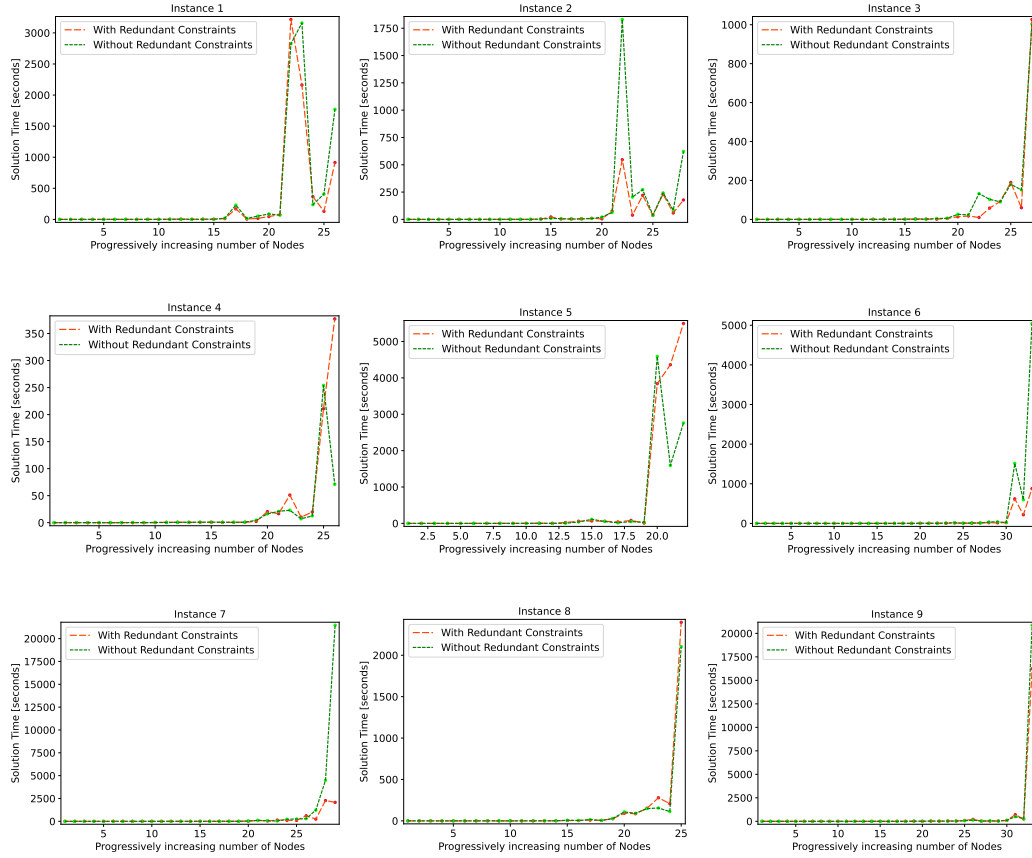 Instance 1
With Redundant Constraints
Without Redundant Constraints
Solution Time [seconds]
3000
2500
2000
1500
1000
500
0
5 10 15 20 25
Progressively increasing number of Nodes
Instance 2
With Redundant Constraints
Without Redundant Constraints
Solution Time [seconds]
1750
1500
1250
1000
750
500
250
0
5 10 15 20 25
Progressively increasing number of Nodes
Instance 3
With Redundant Constraints
Without Redundant Constraints
Solution Time [seconds]
1000
800
600
400
200
0
5 10 15 20 25
Progressively increasing number of Nodes
Instance 4
With Redundant Constraints
Without Redundant Constraints
Solution Time [seconds]
350
300
250
200
150
100
50
0
5 10 15 20 25
Progressively increasing number of Nodes
Instance 5
With Redundant Constraints
Without Redundant Constraints
Solution Time [seconds]
5000
4000
3000
2000
1000
0
2.5 5.0 7.5 10.0 12.5 15.0 17.5 20.0
Progressively increasing number of Nodes
Instance 6
With Redundant Constraints
Without Redundant Constraints
Solution Time [seconds]
5000
4000
3000
2000
1000
0
5 10 15 20 25 30
Progressively increasing number of Nodes
Instance 7
With Redundant Constraints
Without Redundant Constraints
Solution Time [seconds]
20000
17500
15000
12500
10000
7500
5000
2500
0
5 10 15 20 25
Progressively increasing number of Nodes
Instance 8
With Redundant Constraints
Without Redundant Constraints
Solution Time [seconds]
2000
1500
1000
500
0
5 10 15 20 25
Progressively increasing number of Nodes
Instance 9
With Redundant Constraints
Without Redundant Constraints
Solution Time [seconds]
20000
17500
15000
12500
10000
7500
5000
2500
0
5 10 15 20 25 30
Progressively increasing number of Nodes